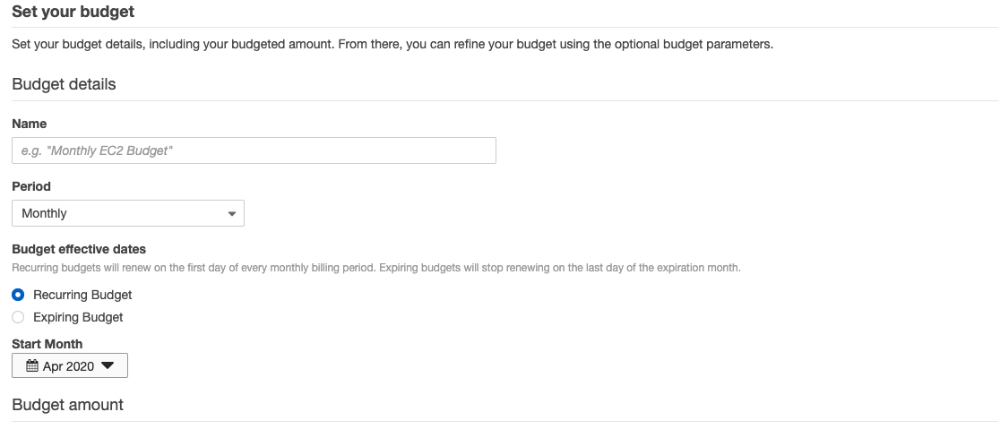 Set your budget
Set your budget details, including your budgeted amount. From there, you can refine your budget using the optional budget parameters.
Budget details
Name
e.g. "Monthly EC2 Budget"
Period
Monthly
Budget effective dates
Recurring budgets will renew on the first day of every monthly billing period. Expiring budgets will stop renewing on the last day of the expiration month.
Recurring Budget
Expiring Budget
Start Month
Apr 2020
Budget amount